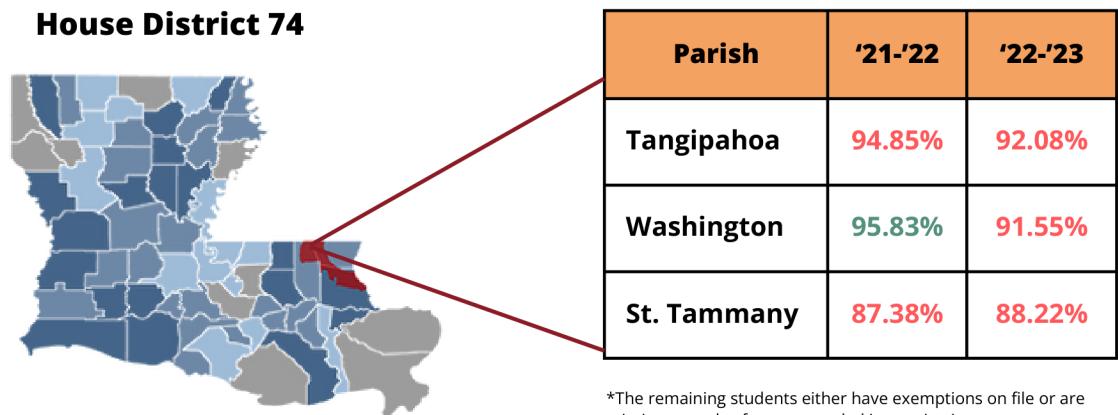 House District 74
Parish ‘21-’22 ‘22-’23
Tangipahoa 94.85% 92.08%
Washington 95.83% 91.55%
St. Tammany 87.38% 88.22%
*The remaining students either have exemptions on file or are